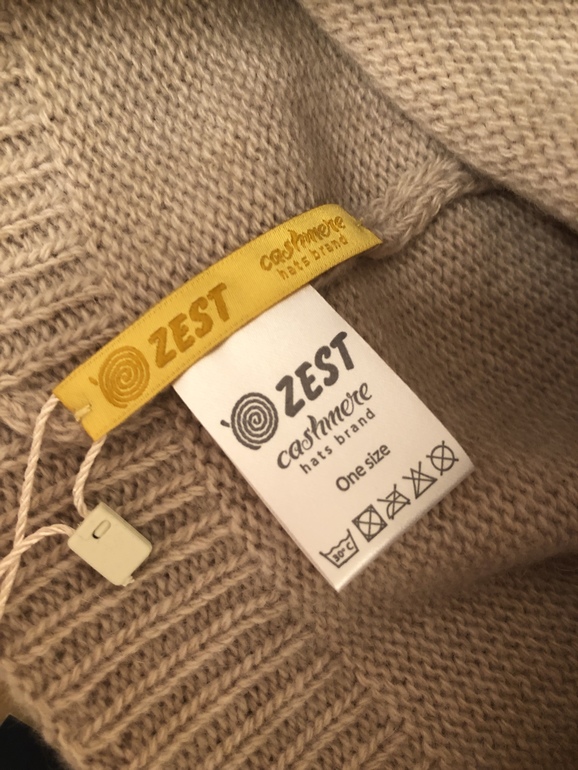 ZEST
cashmere
hats brand
ZEST
cashmere
hats brand
One size
30°C